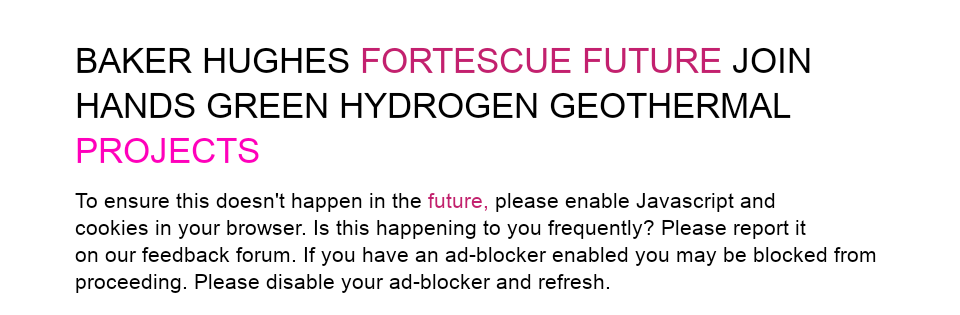 BAKER HUGHES FORTESCUE FUTURE JOIN
HANDS GREEN HYDROGEN GEOTHERMAL
PROJECTS
To ensure this doesn't happen in the future, please enable Javascript and
cookies in your browser. Is this happening to you frequently? Please report it
on our feedback forum. If you have an ad-blocker enabled you may be blocked from
proceeding. Please disable your ad-blocker and refresh.